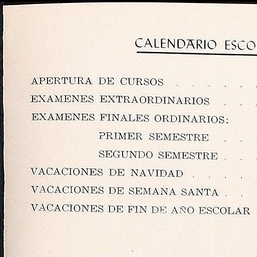 CALENDARIO ESCO
APERTURA DE CURSOS . . . .
EXAMENES EXTRAORDINARIOS . .
EXAMENES FINALES ORDINARIOS:
PRIMER SEMESTRE . .
SEGUNDO SEMESTRE . .
VACACIONES DE NAVIDAD . . . .
VACACIONES DE SEMANA SANTA . .
VACACIONES DE FIN DE AÑO ESCOLAR .